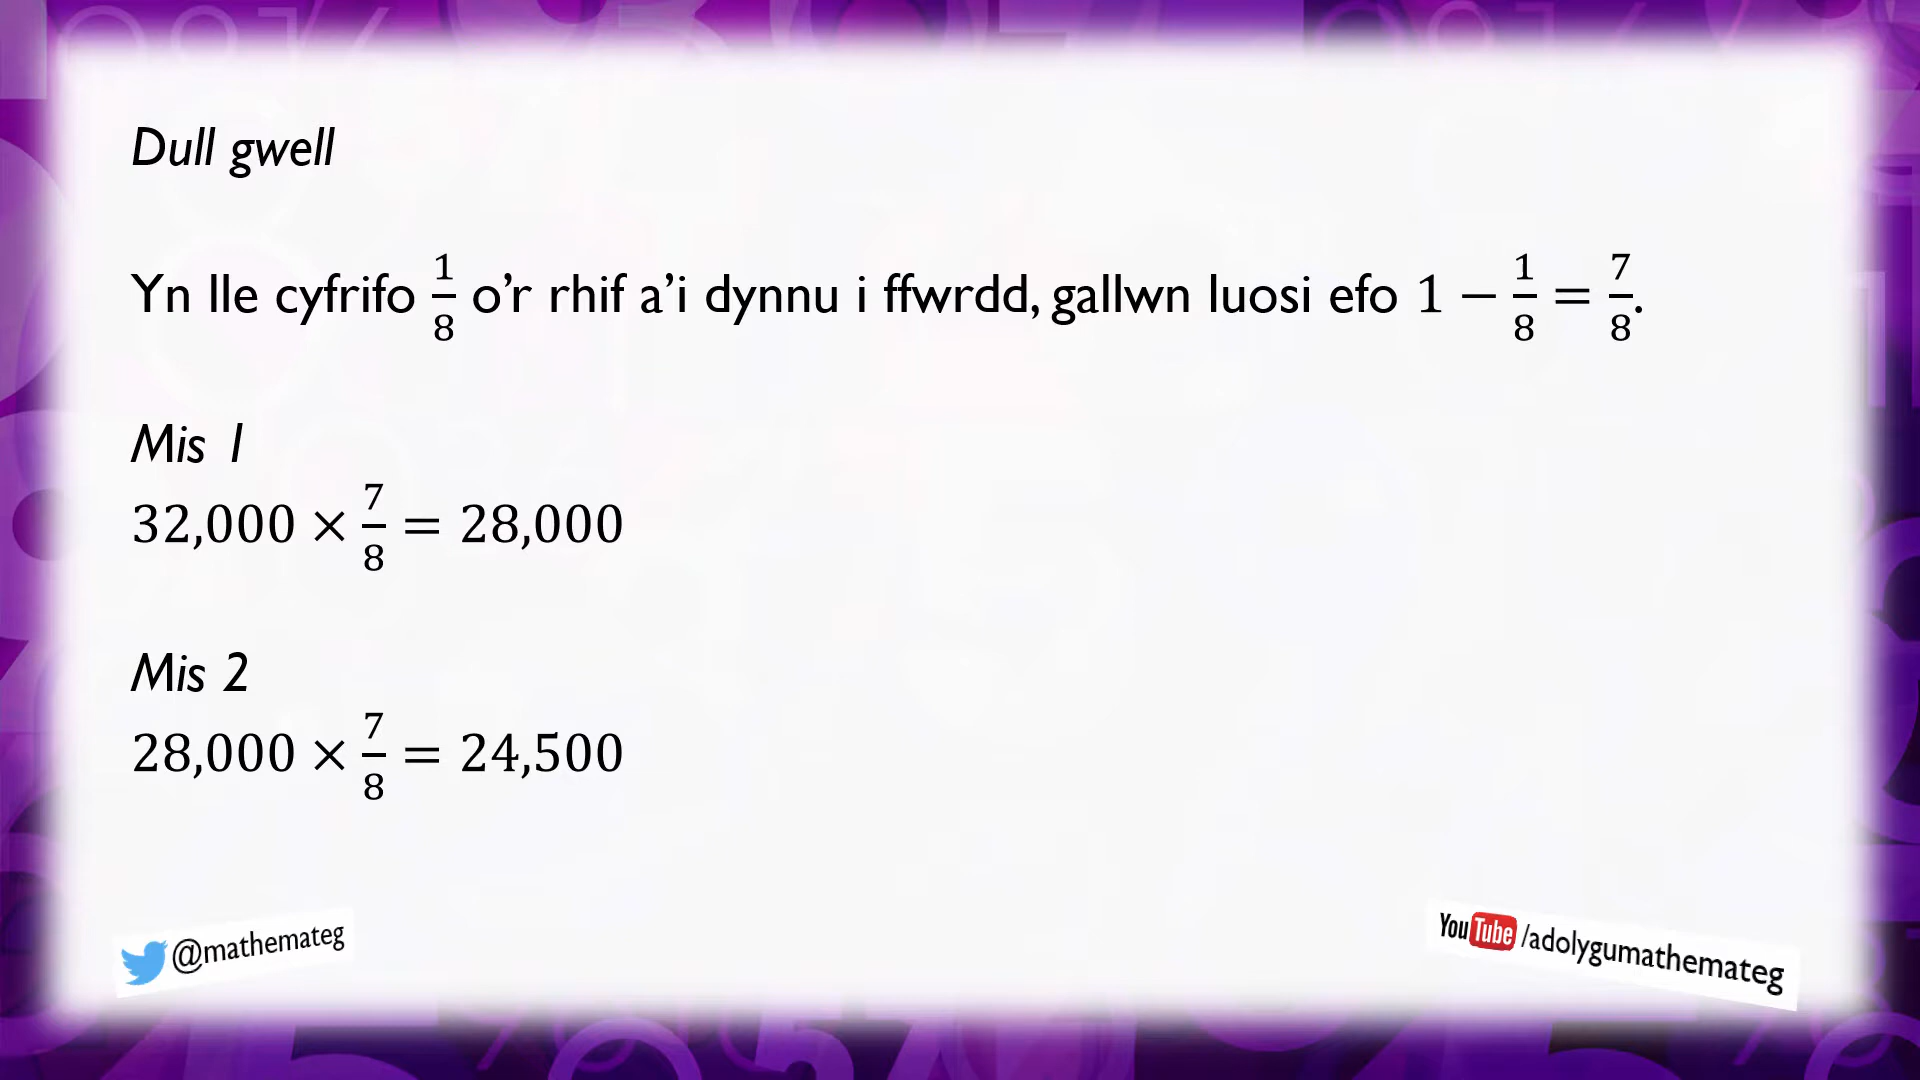 Dull gwell
Yn lle cyfrifo 1/8 o’r rhif a’i dynnu i ffwrdd, gallwn luosi efo 1 − 1/8 = 7/8.
Mis 1
32,000 × 7/8 = 28,000
Mis 2
28,000 × 7/8 = 24,500
@mathemateg
YouTube /adolygumathemateg